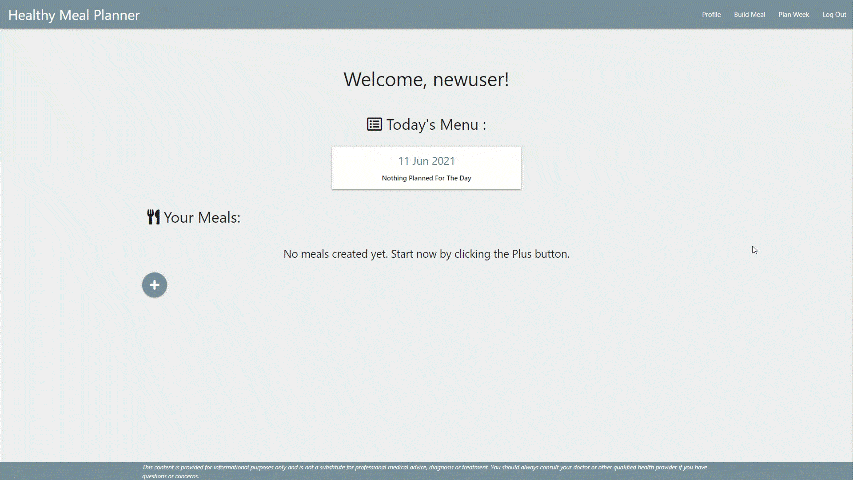 Healthy Meal Planner
Profile Build Meal Plan Week Log Out
Welcome, newuser!
Today's Menu :
11 Jun 2021
Nothing Planned For The Day
Your Meals:
No meals created yet. Start now by clicking the Plus button.
This content is provided for informational purposes only and is not a substitute for professional medical advice, diagnosis or treatment. You should always consult your doctor or other qualified health provider if you have
questions or concerns.